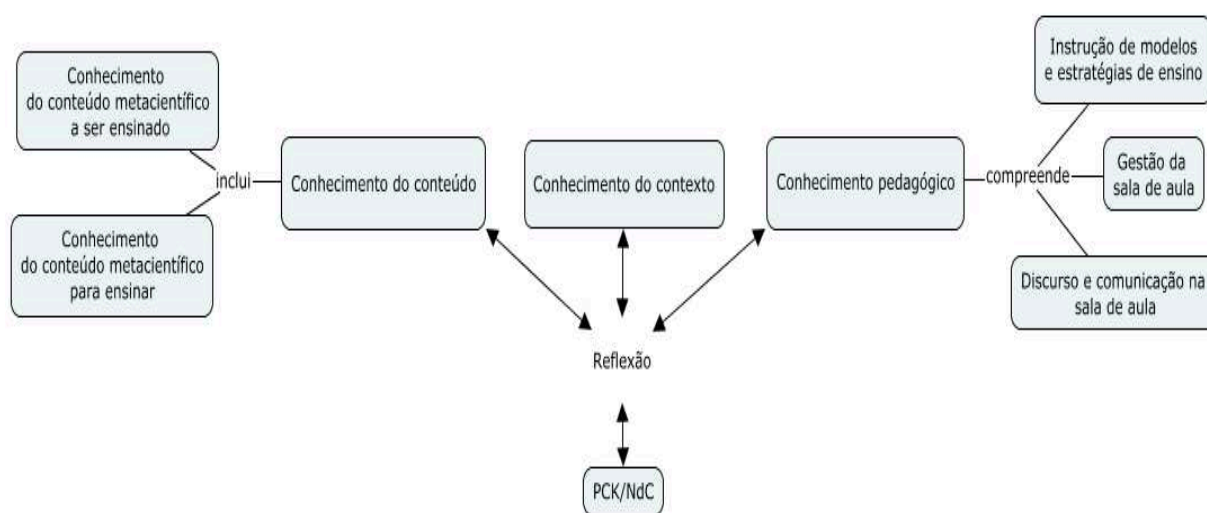 Conhecimento
do conteúdo metacientífico
a ser ensinado
inclui
Conhecimento
do conteúdo metacientífico
para ensinar
Conhecimento do conteúdo
Conhecimento do contexto
Conhecimento pedagógico
compreende
Instrução de modelos
e estratégias de ensino
Gestão da
sala de aula
Discurso e comunicação na
sala de aula
Reflexão
PCK/NdC